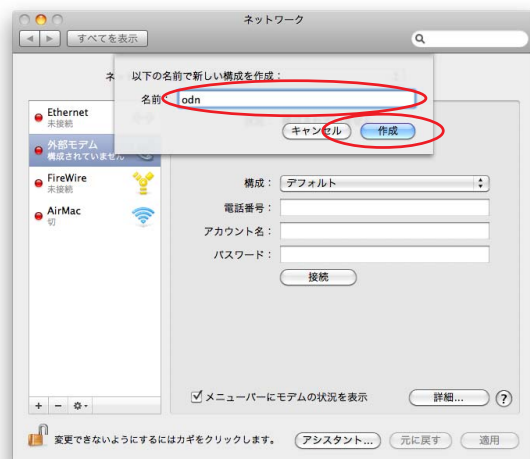 ネットワーク
すべてを表示
ネッ
以下の名前で新しい構成を作成：
名前：
odn
キャンセル
作成
Ethernet
未接続
外部モデム
構成されていません
FireWire
未接続
AirMac
切
構成：
デフォルト
電話番号：
アカウント名：
パスワード：
接続
メニューバーにモデムの状況を表示
詳細...
?
+ −
変更できないようにするにはカギをクリックします。
アシスタント...
元に戻す
適用